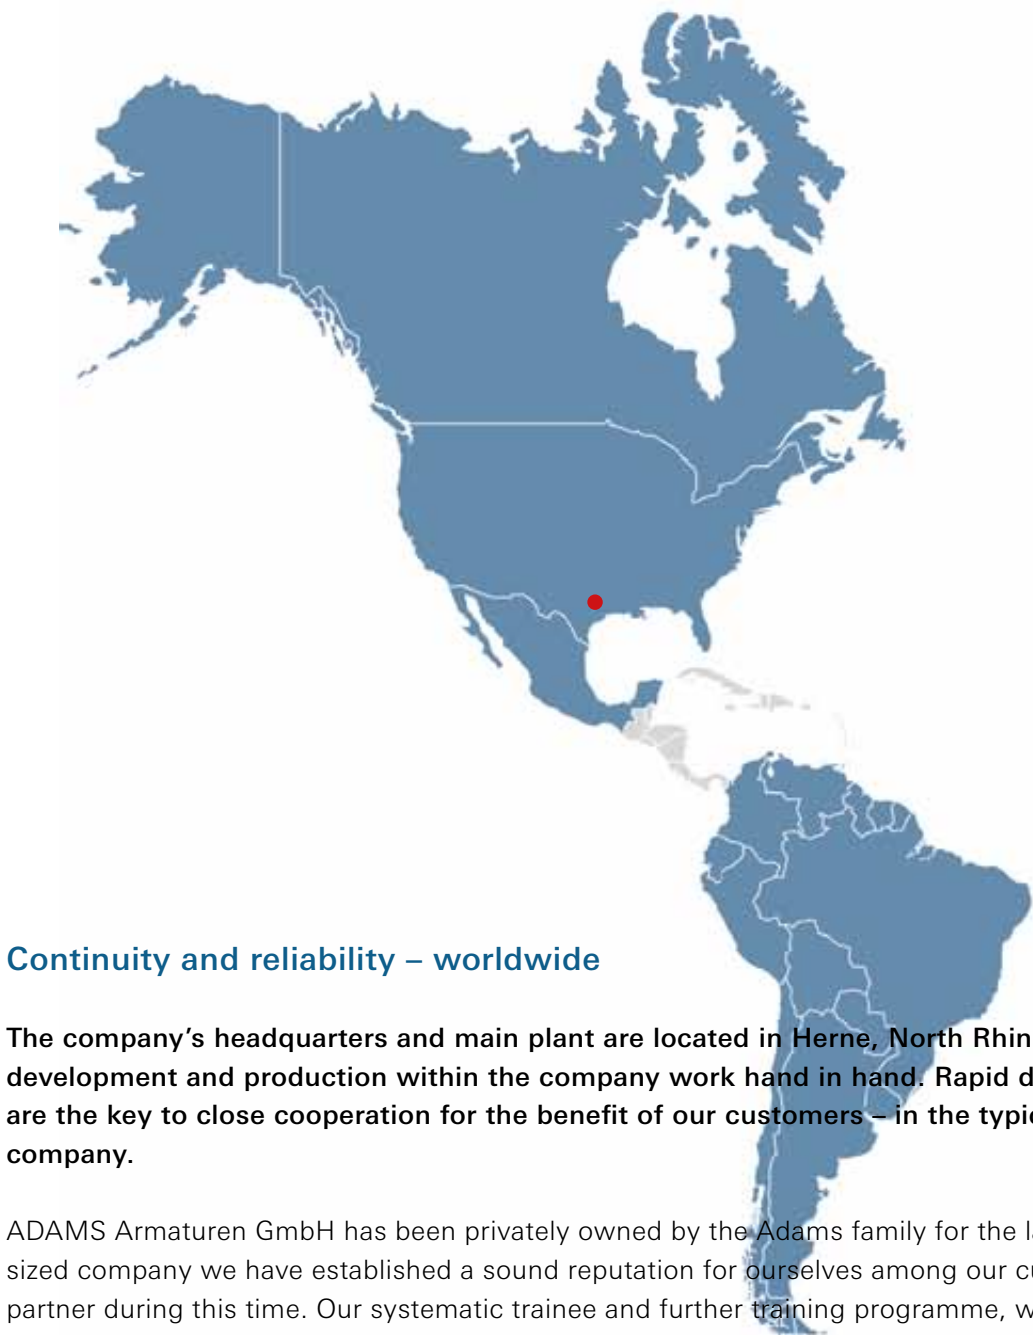 Continuity and reliability – worldwide
The company’s headquarters and main plant are located in Herne, North Rhin
development and production within the company work hand in hand. Rapid d
are the key to close cooperation for the benefit of our customers – in the typic
company.
ADAMS Armaturen GmbH has been privately owned by the Adams family for the la
sized company we have established a sound reputation for ourselves among our cu
partner during this time. Our systematic trainee and further training programme, w